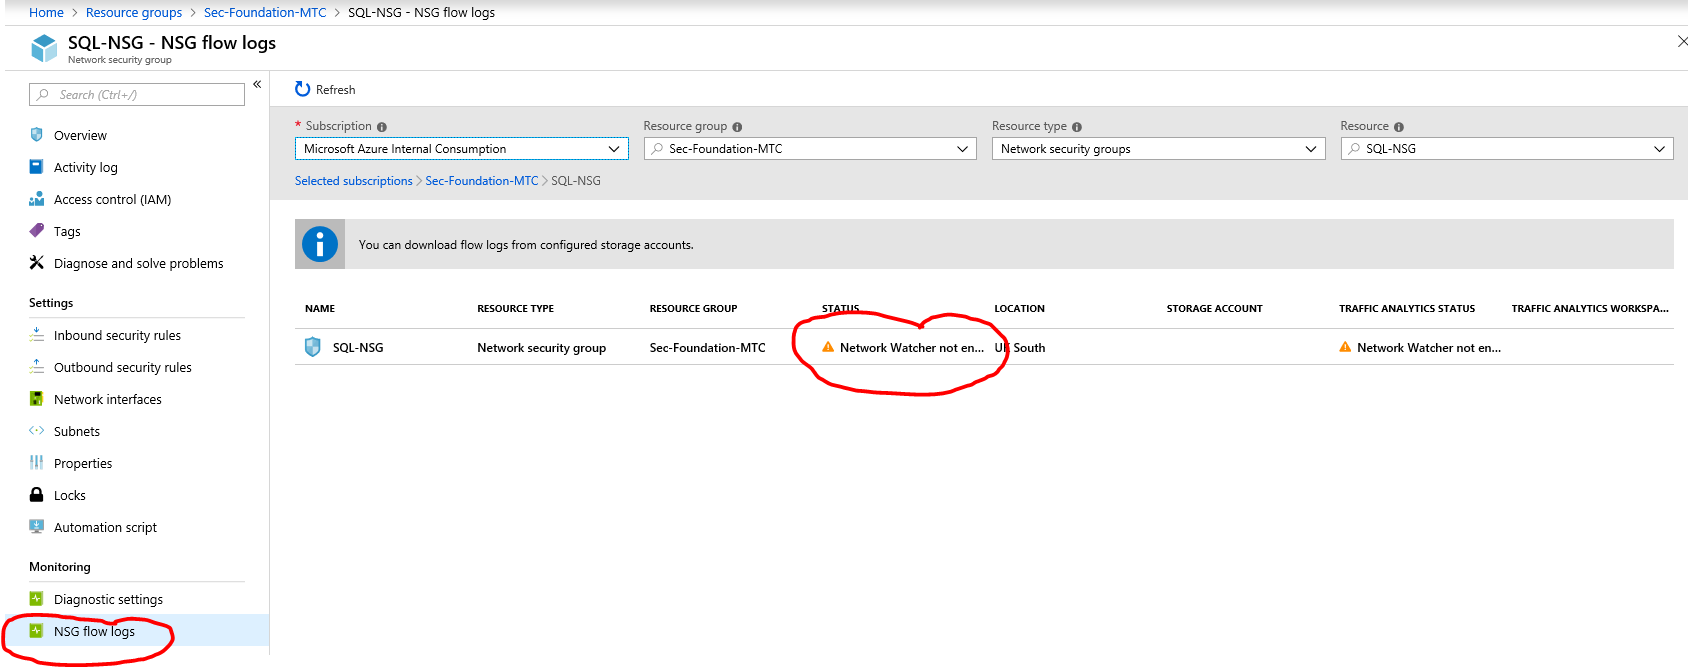 Home > Resource groups > Sec-Foundation-MTC > SQL-NSG - NSG flow logs
SQL-NSG - NSG flow logs
Network security group
Search (Ctrl+/)
«
Overview
Activity log
Access control (IAM)
Tags
Diagnose and solve problems
Settings
Inbound security rules
Outbound security rules
Network interfaces
Subnets
Properties
Locks
Automation script
Monitoring
Diagnostic settings
NSG flow logs
Refresh
* Subscription Resource group Resource type Resource
Microsoft Azure Internal Consumption Sec-Foundation-MTC Network security groups SQL-NSG
Selected subscriptions > Sec-Foundation-MTC > SQL-NSG
You can download flow logs from configured storage accounts.
NAME RESOURCE TYPE RESOURCE GROUP STATUS LOCATION STORAGE ACCOUNT TRAFFIC ANALYTICS STATUS TRAFFIC ANALYTICS WORKSPA...
SQL-NSG Network security group Sec-Foundation-MTC Network Watcher not en... UK South Network Watcher not en...